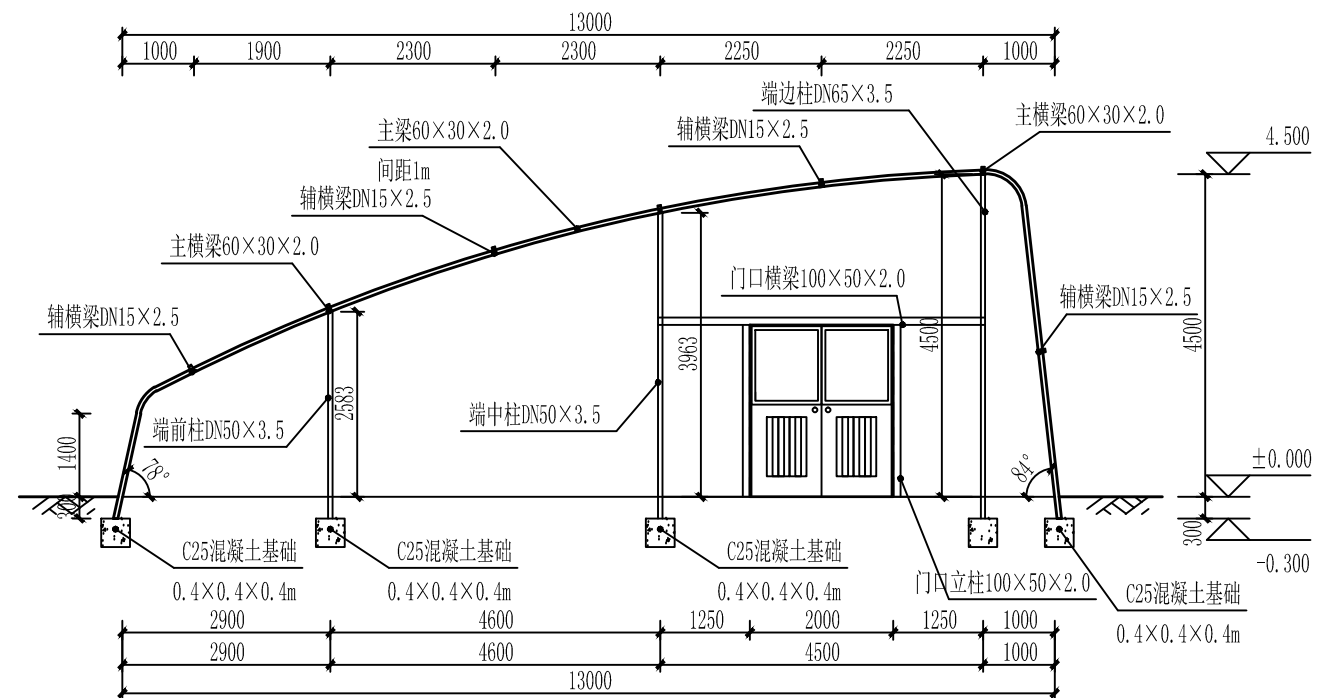 13000
1000 1900 2300 2300 2250 2250 1000
端边柱DN65×3.5
主梁60×30×2.0
间距1m
辅横梁DN15×2.5
主横梁60×30×2.0
4.500
辅横梁DN15×2.5
主横梁60×30×2.0
门口横梁100×50×2.0
辅横梁DN15×2.5
辅横梁DN15×2.5
4500
3963
4500
2583
端前柱DN50×3.5
端中柱DN50×3.5
1400
78°
84°
±0.000
300
300
-0.300
C25混凝土基础
0.4×0.4×0.4m
C25混凝土基础
0.4×0.4×0.4m
C25混凝土基础
0.4×0.4×0.4m
门口立柱100×50×2.0
C25混凝土基础
0.4×0.4×0.4m
2900 4600 1250 2000 1250 1000
2900 4600 4500 1000
13000